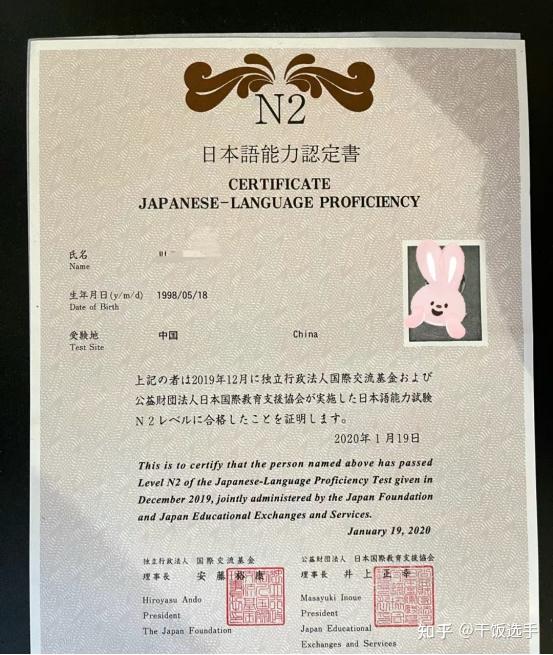 N2
日本語能力認定書
CERTIFICATE
JAPANESE-LANGUAGE PROFICIENCY
氏名
Name
生年月日(y/m/d) 1998/05/18
Date of Birth
受験地 中国 China
Test Site
上記の者は2019年12月に独立行政法人国際交流基金および
公益財団法人日本国際教育支援協会が実施した日本語能力試験
N2レベルに合格したことを証明します。
2020年1月19日
This is to certify that the person named above has passed
Level N2 of the Japanese-Language Proficiency Test given in
December 2019, jointly administered by the Japan Foundation
and Japan Educational Exchanges and Services.
January 19, 2020
独立行政法人 国際交流基金
理事長 安藤裕康
Hiroyasu Ando
President
The Japan Foundation
公益財団法人 日本国際教育支援協会
理事長 井上正幸
Masayuki Inoue
President
Japan Educational
Exchanges and Services
知乎 @干饭选手